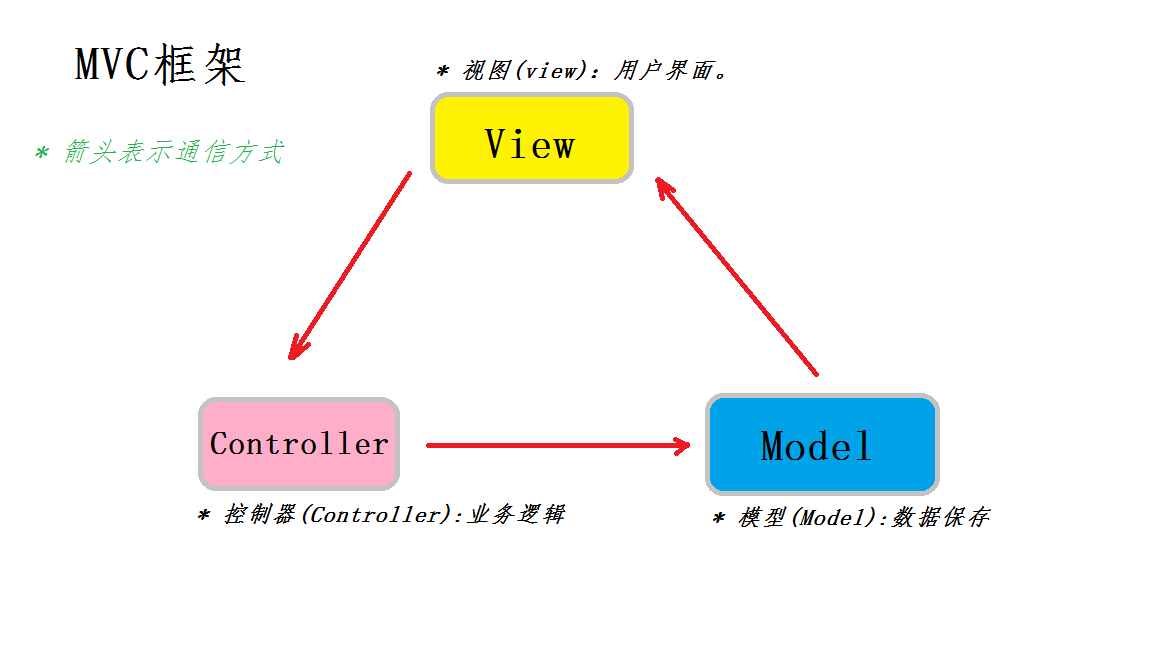 MVC框架
* 视图(view)：用户界面。
* 箭头表示通信方式
View
Controller
Model
* 控制器(Controller):业务逻辑
* 模型(Model):数据保存